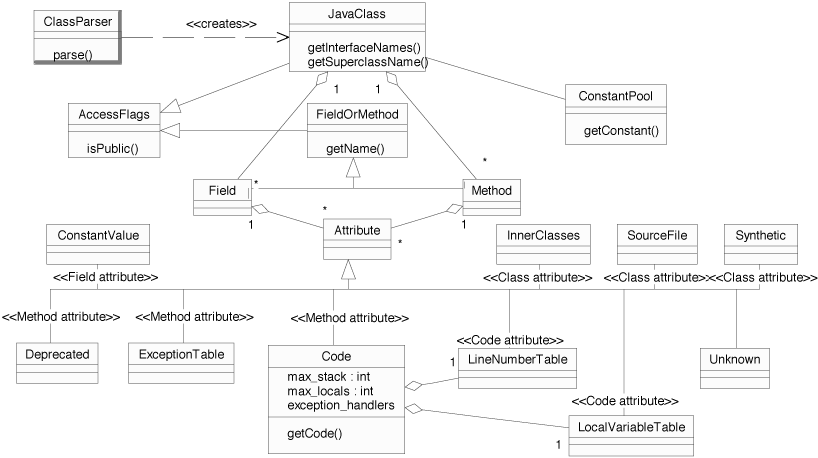 ClassParser
parse()
<<creates>>
JavaClass
getInterfaceNames()
getSuperclassName()
1
1
ConstantPool
getConstant()
AccessFlags
isPublic()
FieldOrMethod
getName()
*
*
Field
Method
1
*
1
*
Attribute
ConstantValue
InnerClasses
SourceFile
Synthetic
<<Field attribute>>
<<Class attribute>>
<<Class attribute>>
<<Class attribute>>
<<Method attribute>>
<<Method attribute>>
<<Method attribute>>
<<Code attribute>>
Deprecated
ExceptionTable
Code
max_stack : int
max_locals : int
exception_handlers
getCode()
1
LineNumberTable
Unknown
<<Code attribute>>
LocalVariableTable
1